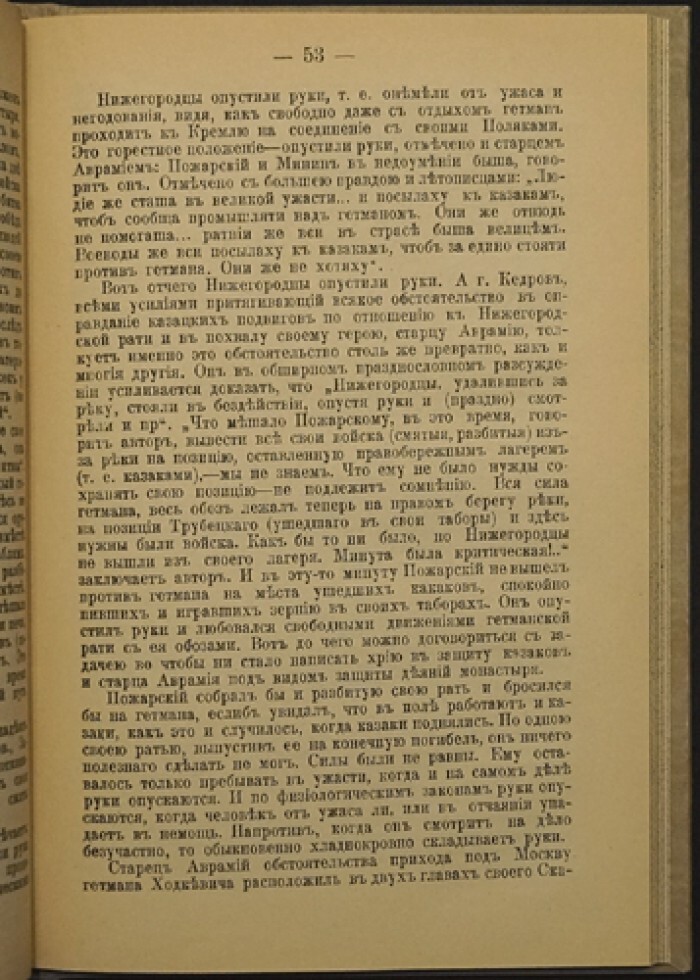 — 53 —
Нижегородцы опустили руки, т. е. онѣмѣли отъ ужаса и
негодованія, видя, какъ свободно даже съ отдыхомъ гетманъ
проходитъ къ Кремлю на соединеніе съ своими Поляками.
Это горестное положеніе—опустили руки, отмѣчено и старцемъ
Авраміемъ: Пожарскій и Мининъ въ недоумѣніи быша, гово-
ритъ онъ. Отмѣчено съ большею правдою и лѣтописцами: „Лю-
діе же сташа въ великой ужасти... и посылаху къ казакамъ,
чтобъ сообща промышляти надъ гетманомъ. Они же отнюдь
не помогаша... ратніи же вси въ страсѣ быша велицѣмъ.
Воеводы же вси посылаху къ казакамъ, чтобъ за едино стояти
противъ гетмана. Они же не хотяху“.
Вотъ отчего Нижегородцы опустили руки. А г. Кедровъ,
всѣми усиліями притягивающій всякое обстоятельство въ оп-
равданіе казацкихъ подвиговъ по отношенію къ Нижегород-
ской рати и въ похвалу своему герою, старцу Аврамію, тол-
куетъ именно это обстоятельство столь же превратно, какъ и
многія другія. Онъ въ обширномъ празднословномъ разсужде-
ніи усиливается доказать, что „Нижегородцы, удалившись за
рѣку, стояли въ бездѣйствіи, опустя руки и (праздно) смот-
рѣли и пр“. „Что мѣшало Пожарскому, въ это время, гово-
ритъ авторъ, вывести всѣ свои войска (смятыя, разбитыя) изъ-
за рѣки на позицію, оставленную правобережнымъ лагеремъ
(т. е. казаками),—мы не знаемъ. Что ему не было нужды со-
хранять свою позицію—не подлежитъ сомнѣнію. Вся сила
гетмана, весь обозъ лежалъ теперь на правомъ берегу рѣки,
на позиціи Трубецкаго (ушедшаго въ свои таборы) и здѣсь
нужны были войска. Какъ бы то ни было, но Нижегородцы
не вышли изъ своего лагеря. Минута была критическая!..“
заключаетъ авторъ. И въ эту-то минуту Пожарскій не вышелъ
противъ гетмана на мѣста ушедшихъ какаковъ, спокойно
пившихъ и игравшихъ зернію въ своихъ таборахъ. Онъ опу-
стилъ руки и любовался свободными движеніями гетманской
рати съ ея обозами. Вотъ до чего можно договориться съ за-
дачею во чтобы ни стало написать хрію въ защиту казаковъ
и старца Аврамія подъ видомъ защиты дѣяній монастыря.
Пожарскій собралъ бы и разбитую свою рать и бросился
бы на гетмана, еслибъ увидалъ, что въ полѣ работаютъ и ка-
заки, какъ это и случилось, когда казаки поднялись. Но одною
своею ратью, выпустивъ ее на конечную погибель, онъ ничего
полезнаго сдѣлать не могъ. Силы были не равны. Ему оста-
валось только пребывать въ ужасти, когда и на самомъ дѣлѣ
руки опускаются. И по физіологическимъ законамъ руки опу-
скаются, когда человѣкъ отъ ужаса ли, или въ отчаяніи упа-
даетъ въ немощь. Напротивъ, когда онъ смотритъ на дѣло
безучастно, то обыкновенно хладнокровно складываетъ руки.
Старецъ Аврамій обстоятельства прихода подъ Москву
гетмана Ходкѣвича расположилъ въ двухъ главахъ своего Ска-